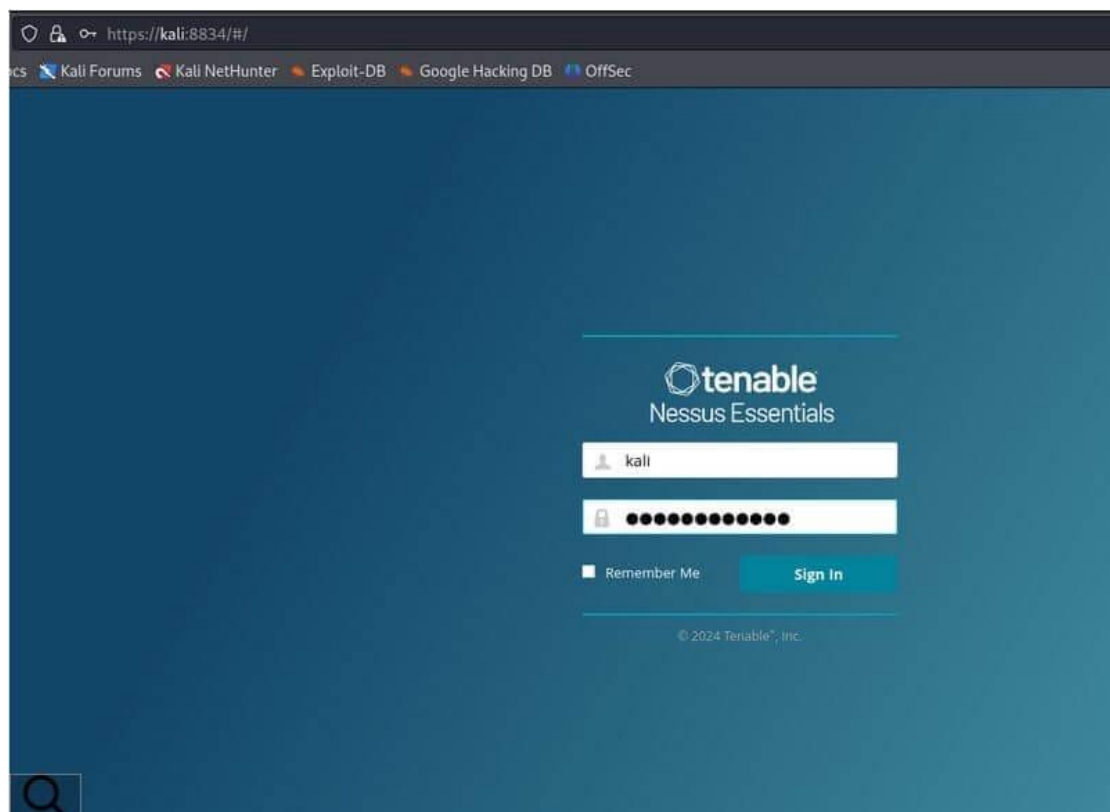 https://kali:8834/#/
cs Kali Forums Kali NetHunter Exploit-DB Google Hacking DB OffSec
tenable
Nessus Essentials
kali
●●●●●●●●●●●●
Remember Me Sign In
© 2024 Tenable®, Inc.